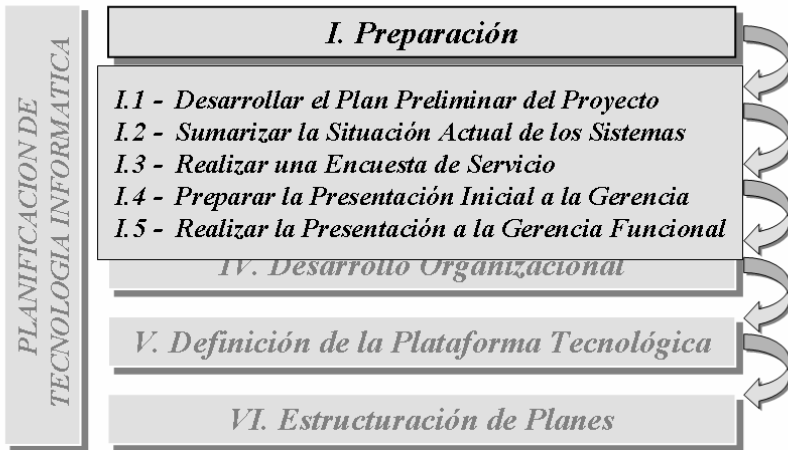 PLANIFICACION DE
TECNOLOGIA INFORMATICA
I. Preparación
I.1 - Desarrollar el Plan Preliminar del Proyecto
I.2 - Sumarizar la Situación Actual de los Sistemas
I.3 - Realizar una Encuesta de Servicio
I.4 - Preparar la Presentación Inicial a la Gerencia
I.5 - Realizar la Presentación a la Gerencia Funcional
IV. Desarrollo Organizacional
V. Definición de la Plataforma Tecnológica
VI. Estructuración de Planes